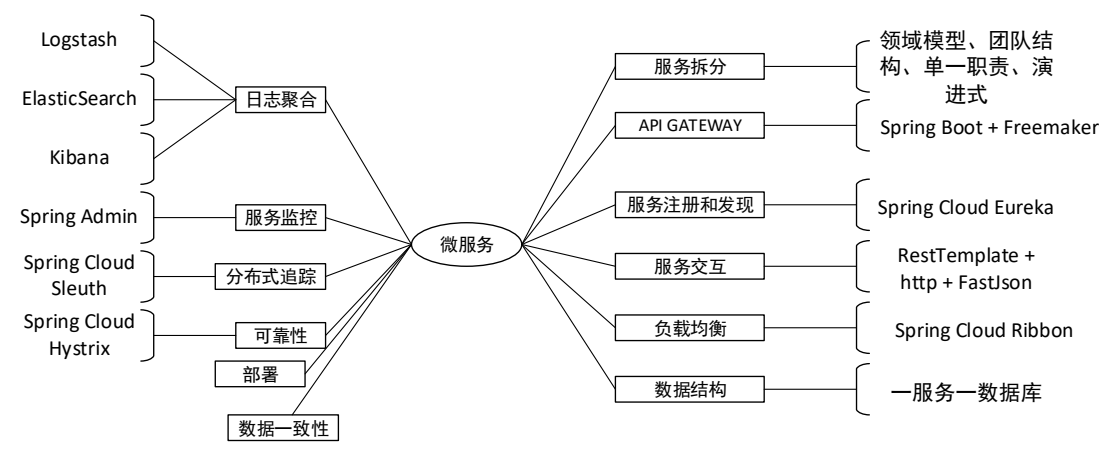 Logstash
ElasticSearch
Kibana
日志聚合
Spring Admin
服务监控
Spring Cloud
Sleuth
分布式追踪
Spring Cloud
Hystrix
可靠性
部署
数据一致性
微服务
服务拆分
领域模型、团队结
构、单一职责、演
进式
API GATEWAY
Spring Boot + Freemaker
服务注册和发现
Spring Cloud Eureka
服务交互
RestTemplate +
http + FastJson
负载均衡
Spring Cloud Ribbon
数据结构
一服务一数据库